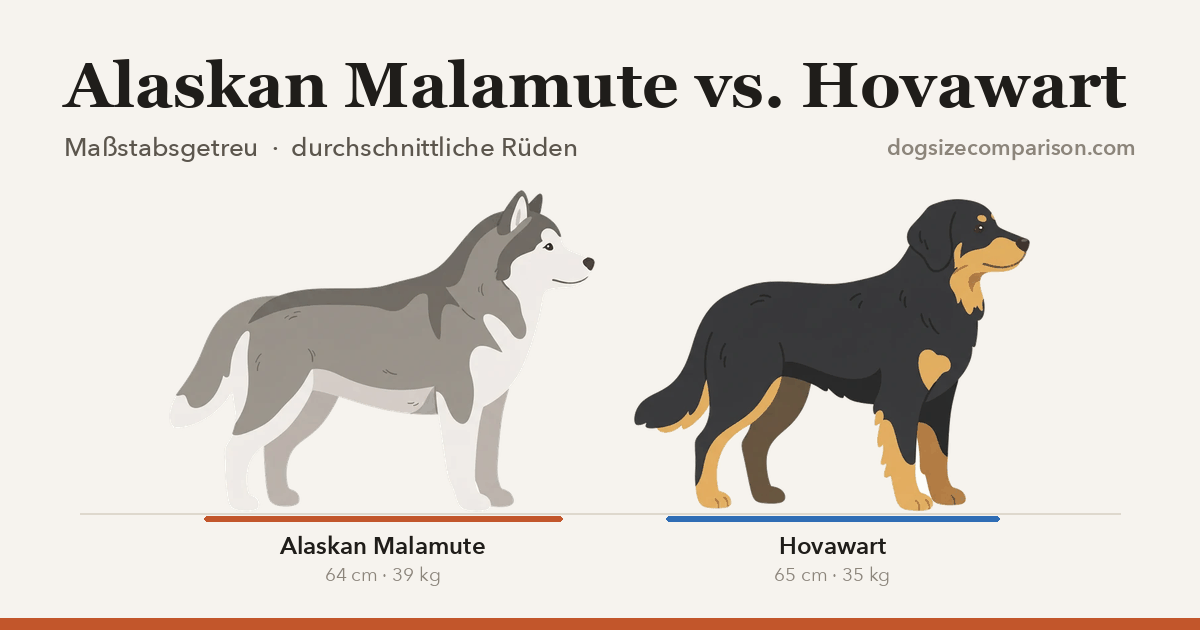 Alaskan Malamute vs. Hovawart
Maßstabsgetreu · durchschnittliche Rüden
dogsizecomparison.com
Alaskan Malamute
64 cm · 39 kg
Hovawart
65 cm · 35 kg